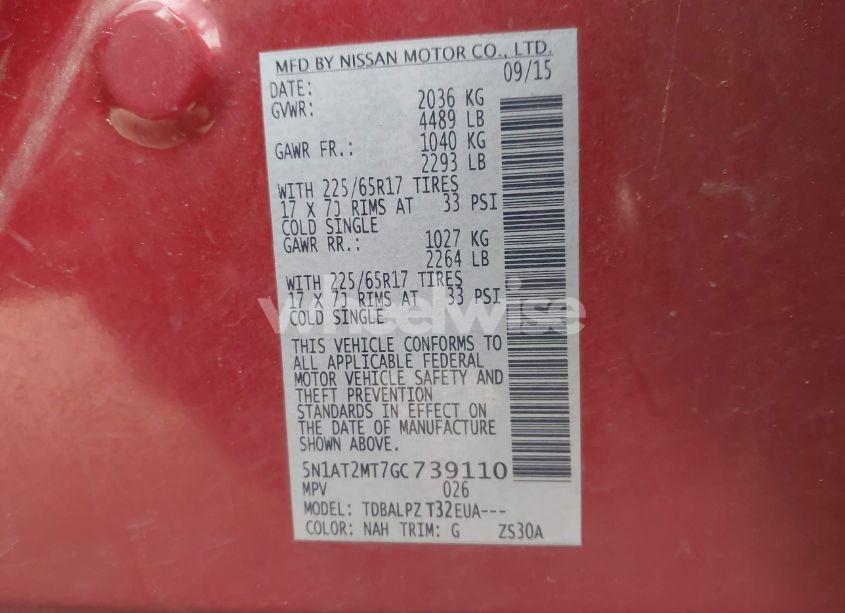 MFD BY NISSAN MOTOR CO., LTD.
DATE: 09/15
GVWR: 2036 KG
4489 LB
GAWR FR.: 1040 KG
2293 LB
WITH 225/65R17 TIRES
17 X 7J RIMS AT 33 PSI
COLD SINGLE
GAWR RR.: 1027 KG
2264 LB
WITH 225/65R17 TIRES
17 X 7J RIMS AT 33 PSI
COLD SINGLE
wheelwise
THIS VEHICLE CONFORMS TO
ALL APPLICABLE FEDERAL
MOTOR VEHICLE SAFETY AND
THEFT PREVENTION
STANDARDS IN EFFECT ON
THE DATE OF MANUFACTURE
SHOWN ABOVE.
5N1AT2MT7GC739110
MPV 026
MODEL: TDBALPZ T32EUA---
COLOR: NAH TRIM: G ZS30A